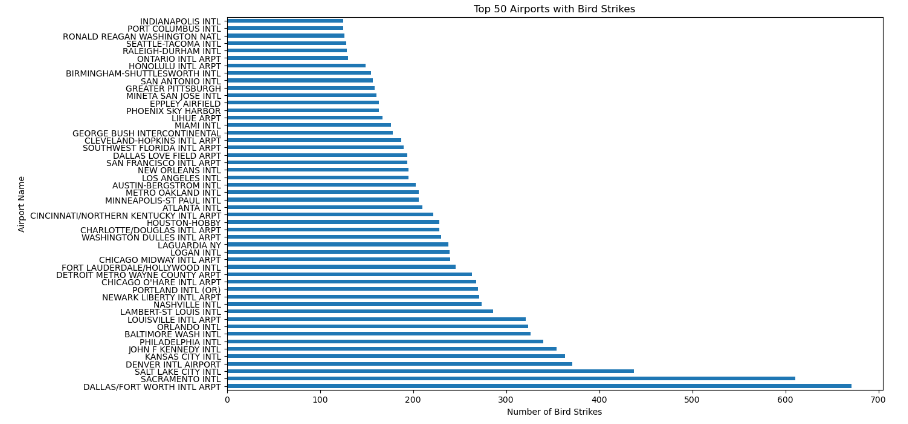 Top 50 Airports with Bird Strikes
Airport Name
INDIANAPOLIS INTL
PORT COLUMBUS INTL
RONALD REAGAN WASHINGTON NATL
SEATTLE-TACOMA INTL
RALEIGH-DURHAM INTL
ONTARIO INTL ARPT
HONOLULU INTL ARPT
BIRMINGHAM-SHUTTLESWORTH INTL
SAN ANTONIO INTL
GREATER PITTSBURGH
MINETA SAN JOSE INTL
EPPLEY AIRFIELD
PHOENIX SKY HARBOR
LIHUE ARPT
MIAMI INTL
GEORGE BUSH INTERCONTINENTAL
CLEVELAND-HOPKINS INTL ARPT
SOUTHWEST FLORIDA INTL ARPT
DALLAS LOVE FIELD ARPT
SAN FRANCISCO INTL ARPT
NEW ORLEANS INTL
LOS ANGELES INTL
AUSTIN-BERGSTROM INTL
METRO OAKLAND INTL
MINNEAPOLIS-ST PAUL INTL
ATLANTA INTL
CINCINNATI/NORTHERN KENTUCKY INTL ARPT
HOUSTON-HOBBY
CHARLOTTE/DOUGLAS INTL ARPT
WASHINGTON DULLES INTL ARPT
LAGUARDIA NY
LOGAN INTL
CHICAGO MIDWAY INTL ARPT
FORT LAUDERDALE/HOLLYWOOD INTL
DETROIT METRO WAYNE COUNTY ARPT
CHICAGO O'HARE INTL ARPT
PORTLAND INTL (OR)
NEWARK LIBERTY INTL ARPT
NASHVILLE INTL
LAMBERT-ST LOUIS INTL
LOUISVILLE INTL ARPT
ORLANDO INTL
BALTIMORE WASH INTL
PHILADELPHIA INTL
JOHN F KENNEDY INTL
KANSAS CITY INTL
DENVER INTL AIRPORT
SALT LAKE CITY INTL
SACRAMENTO INTL
DALLAS/FORT WORTH INTL ARPT
0 100 200 300 400 500 600 700
Number of Bird Strikes